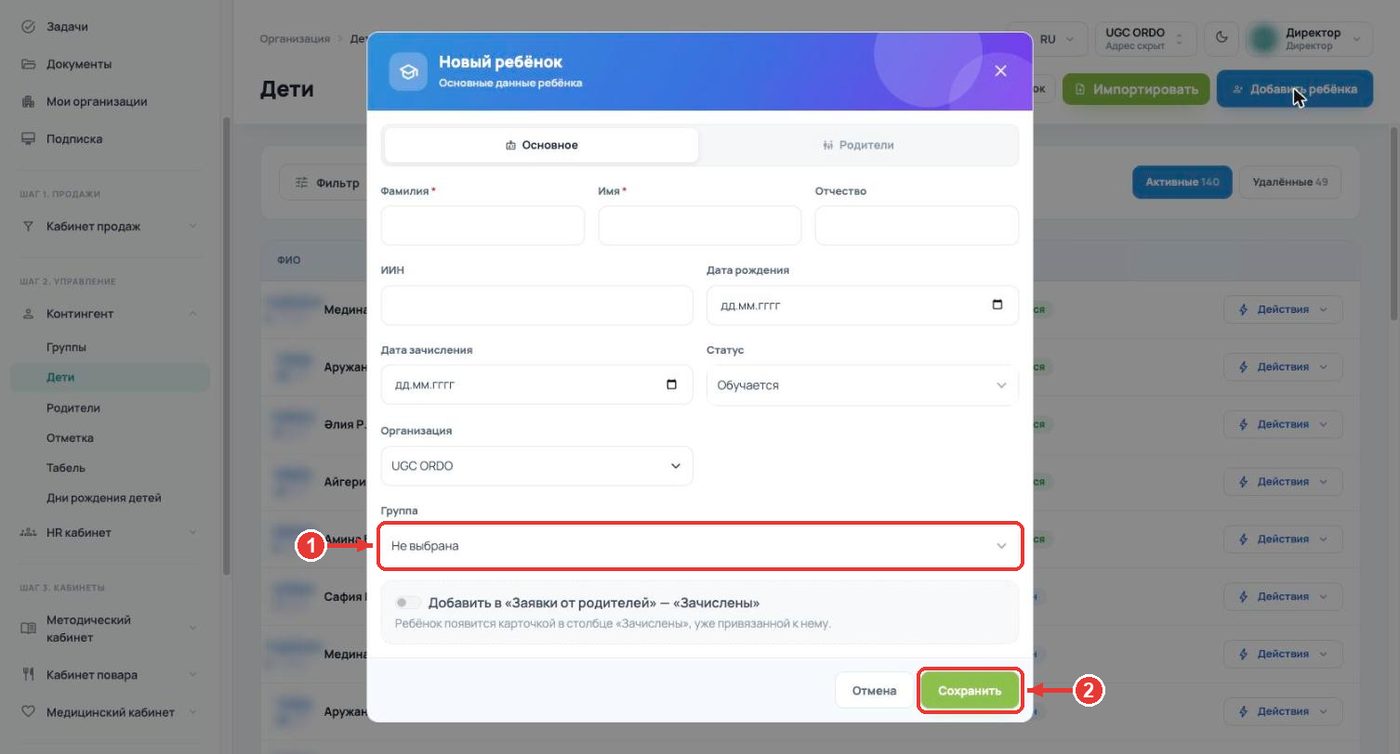 Задачи
Документы
Мои организации
Подписка
ШАГ 1. ПРОДАЖИ
Кабинет продаж
ШАГ 2. УПРАВЛЕНИЕ
Контингент
Группы
Дети
Родители
Отметка
Табель
Дни рождения детей
HR кабинет
ШАГ 3. КАБИНЕТЫ
Методический
кабинет
Кабинет повара
Медицинский кабинет
Организация
RU
UGC ORDO
Адрес скрыт
Директор
Директор
Дети
Импортировать
Добавить ребёнка
Фильтр
Активные 140
Удалённые 49
ФИО
Медина
Аружан
Әлия Р.
Айгери
Амина
Сафия
Медина
Аружан
Действия
Действия
Действия
Действия
Действия
Действия
Действия
Действия
Новый ребёнок
Основные данные ребёнка
Основное
Родители
Фамилия *
Имя *
Отчество
ИИН
Дата рождения
дд.мм.гггг
Дата зачисления
Статус
дд.мм.гггг
Обучается
Организация
UGC ORDO
Группа
1
Не выбрана
Добавить в «Заявки от родителей» — «Зачислены»
Ребёнок появится карточкой в столбце «Зачислены», уже привязанной к нему.
Отмена
Сохранить
2